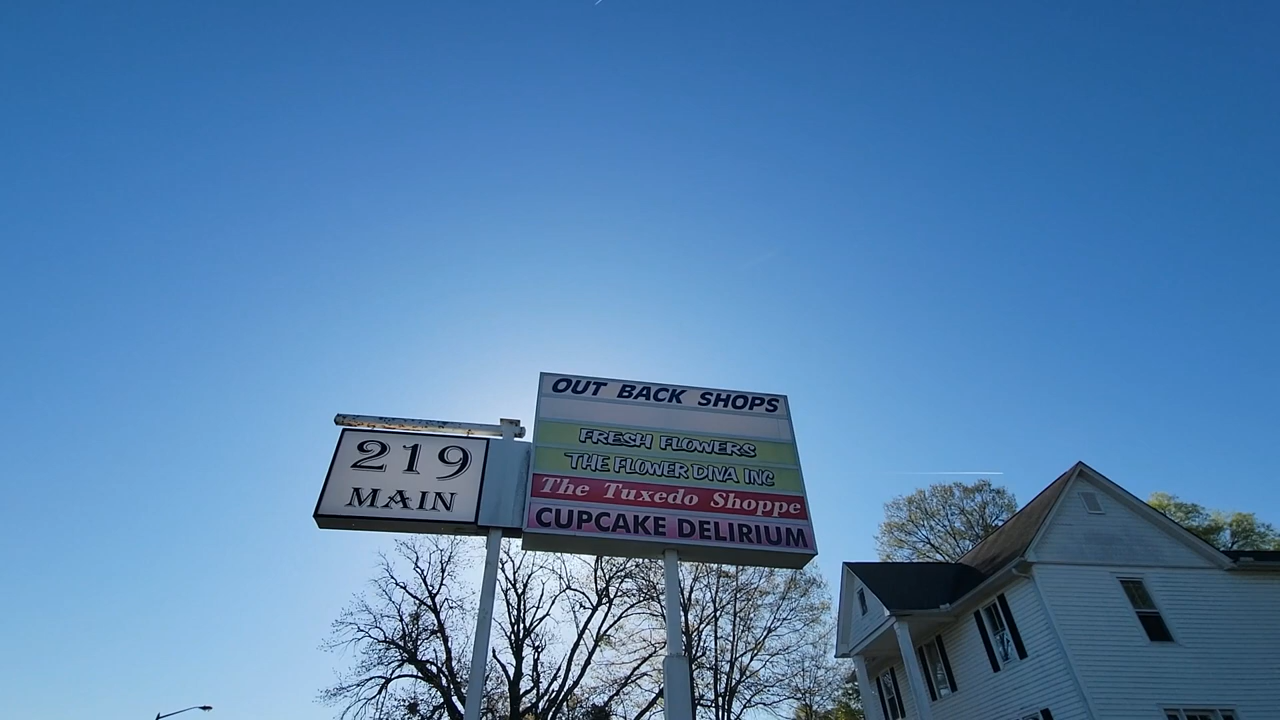 219
MAIN
OUT BACK SHOPS
FRESH FLOWERS
THE FLOWER DIVA INC
The Tuxedo Shoppe
CUPCAKE DELIRIUM